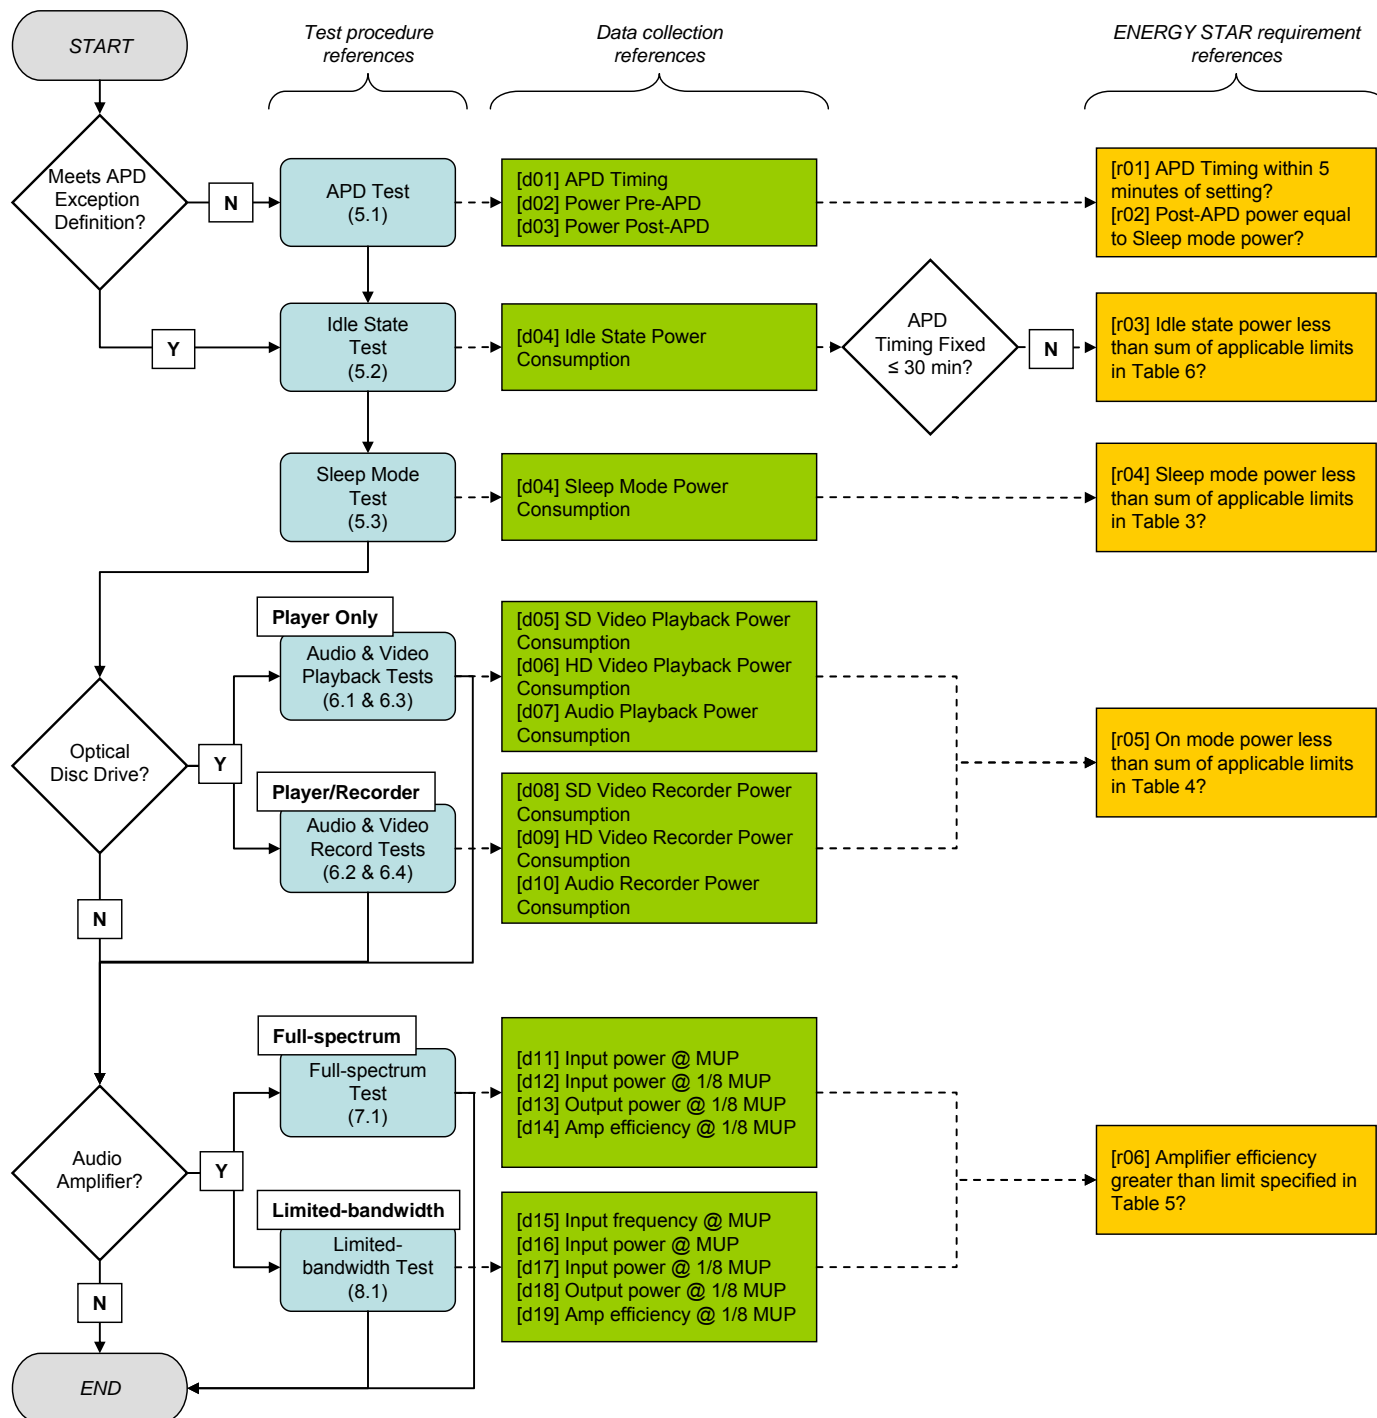 START
Test procedure
references
Data collection
references
ENERGY STAR requirement
references
Meets APD
Exception
Definition?
N
APD Test
(5.1)
[d01] APD Timing
[d02] Power Pre-APD
[d03] Power Post-APD
[r01] APD Timing within 5
minutes of setting?
[r02] Post-APD power equal
to Sleep mode power?
Y
Idle State
Test
(5.2)
[d04] Idle State Power
Consumption
APD
Timing Fixed
≤ 30 min?
N
[r03] Idle state power less
than sum of applicable limits
in Table 6?
Sleep Mode
Test
(5.3)
[d04] Sleep Mode Power
Consumption
[r04] Sleep mode power less
than sum of applicable limits
in Table 3?
Optical
Disc Drive?
Y
Player Only
Audio & Video
Playback Tests
(6.1 & 6.3)
[d05] SD Video Playback Power
Consumption
[d06] HD Video Playback Power
Consumption
[d07] Audio Playback Power
Consumption
Player/Recorder
Audio & Video
Record Tests
(6.2 & 6.4)
[d08] SD Video Recorder Power
Consumption
[d09] HD Video Recorder Power
Consumption
[d10] Audio Recorder Power
Consumption
[r05] On mode power less
than sum of applicable limits
in Table 4?
N
Audio
Amplifier?
Y
Full-spectrum
Full-spectrum
Test
(7.1)
[d11] Input power @ MUP
[d12] Input power @ 1/8 MUP
[d13] Output power @ 1/8 MUP
[d14] Amp efficiency @ 1/8 MUP
Limited-bandwidth
Limited-
bandwidth Test
(8.1)
[d15] Input frequency @ MUP
[d16] Input power @ MUP
[d17] Input power @ 1/8 MUP
[d18] Output power @ 1/8 MUP
[d19] Amp efficiency @ 1/8 MUP
[r06] Amplifier efficiency
greater than limit specified in
Table 5?
N
END